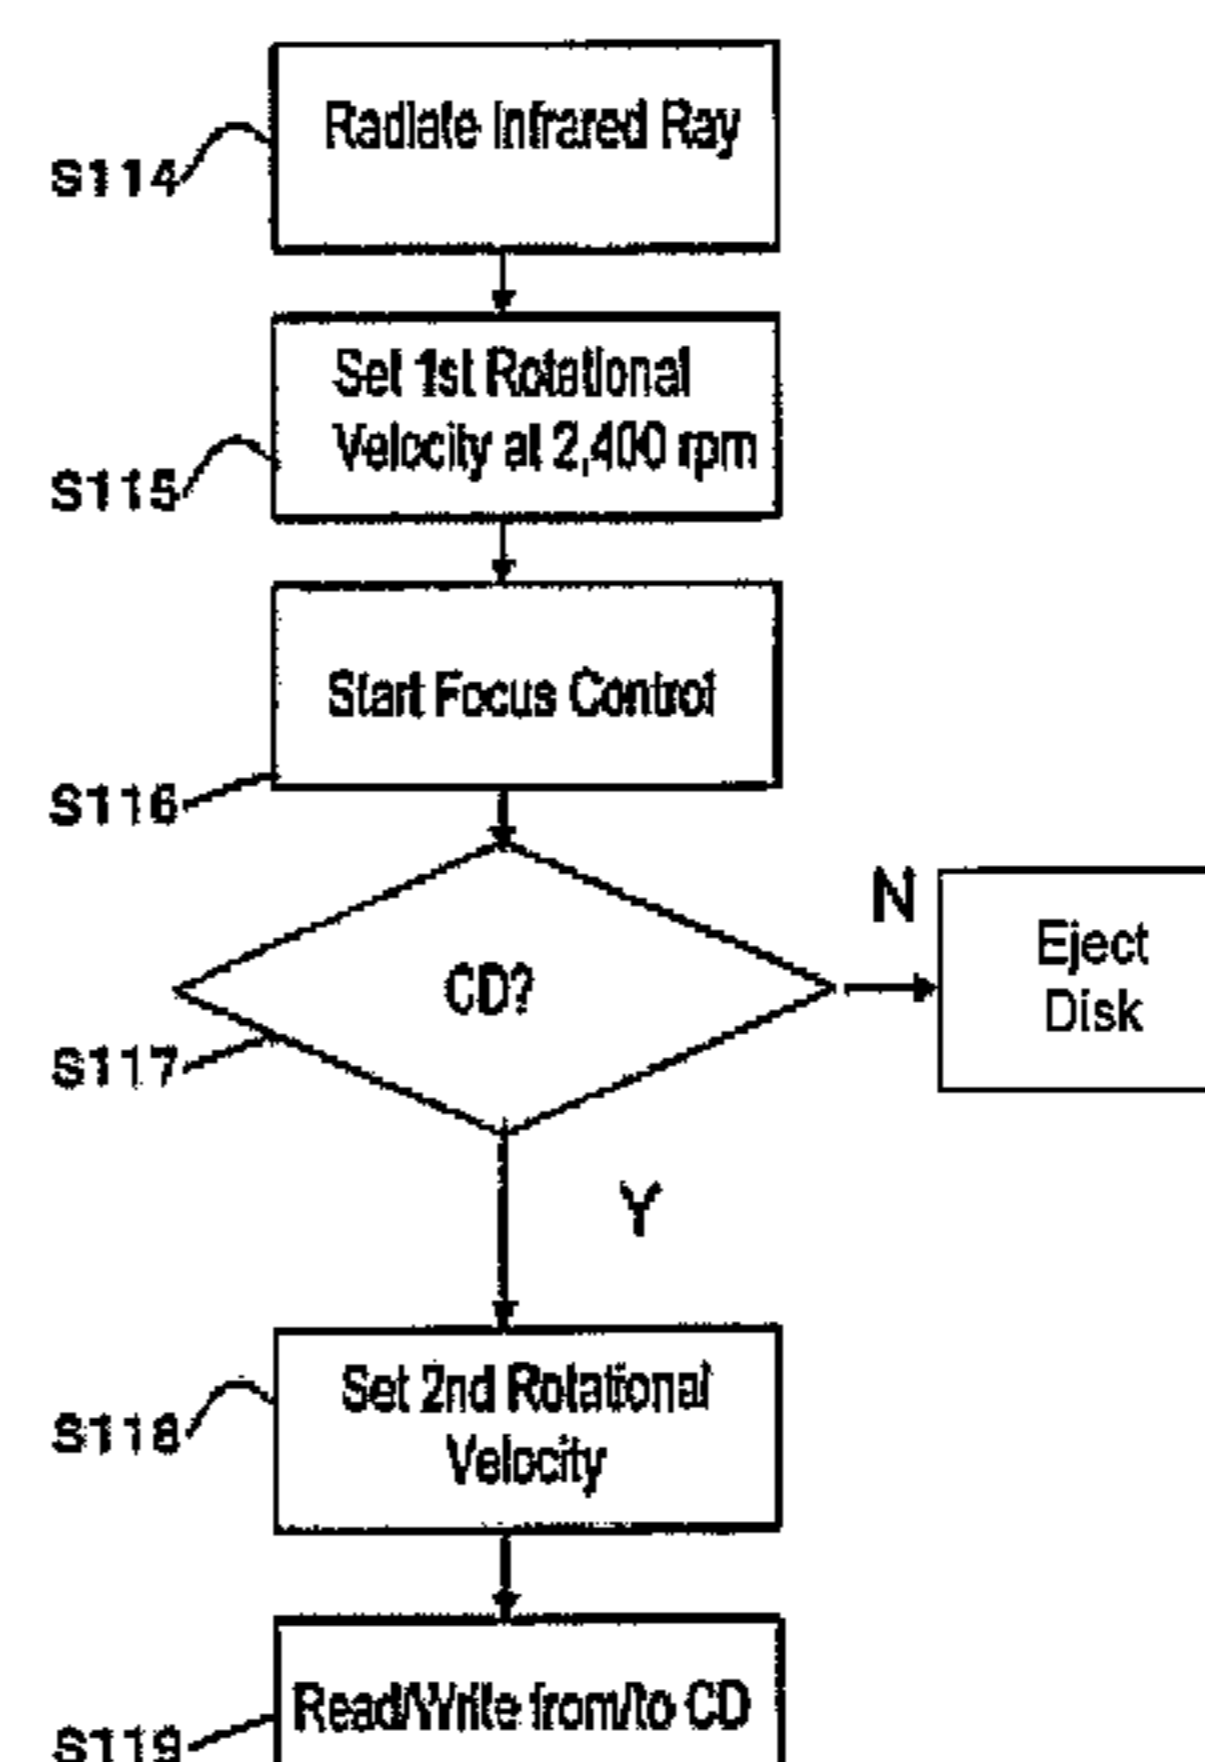 Radiate Infrared Ray
S114
Set 1st Rotational
Velocity at 2,400 rpm
S115
Start Focus Control
S116
CD?
N
Eject
Disk
S117
Y
Set 2nd Rotational
Velocity
S118
Read/Write from/to CD
S119